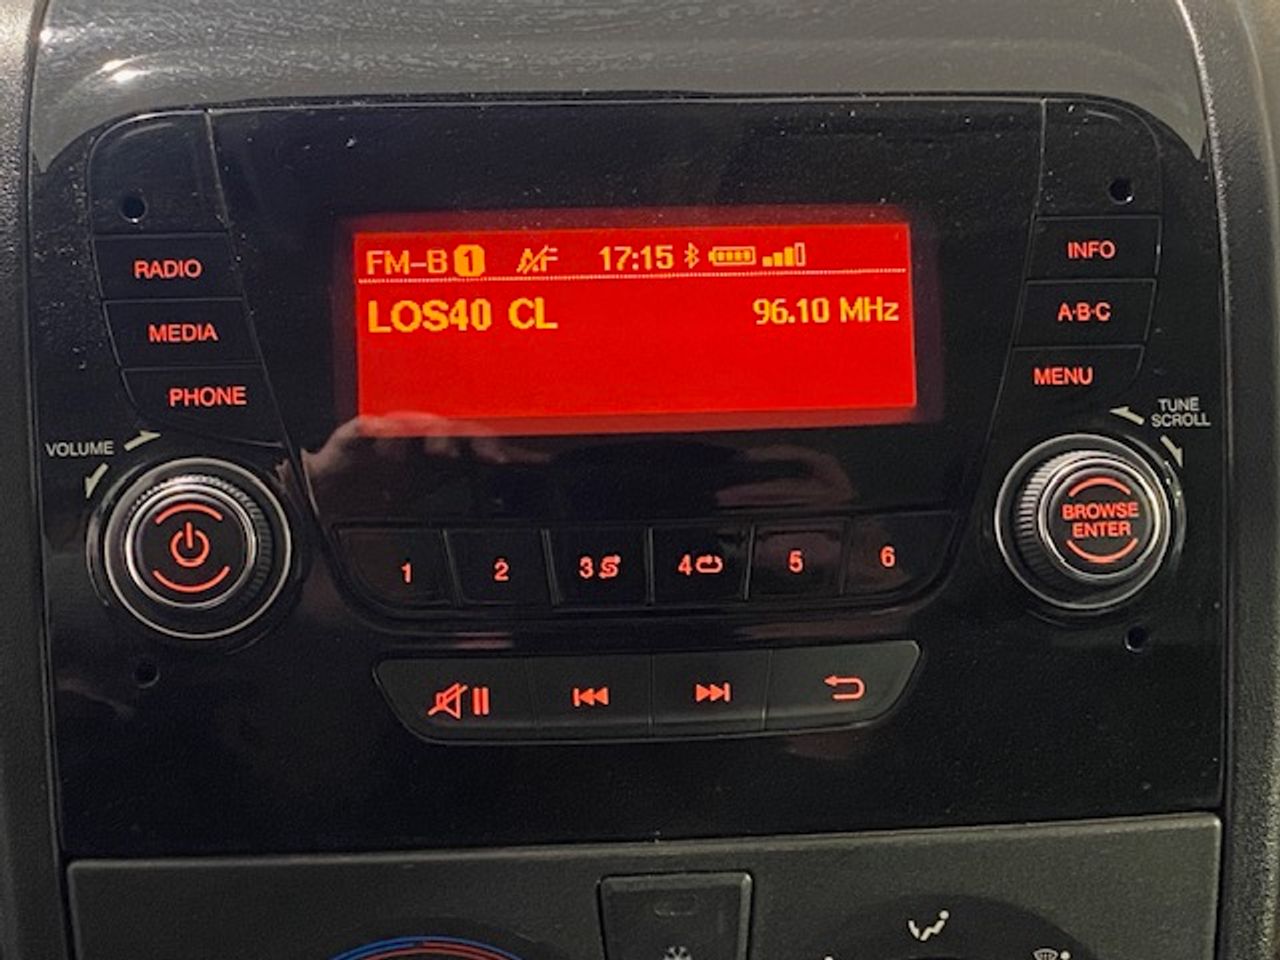 FM-B 1 AF 17:15
LOS40 CL 96.10 MHz
RADIO
MEDIA
PHONE
VOLUME
INFO
A·B·C
MENU
TUNE
SCROLL
BROWSE
ENTER
1 2 3 4 5 6